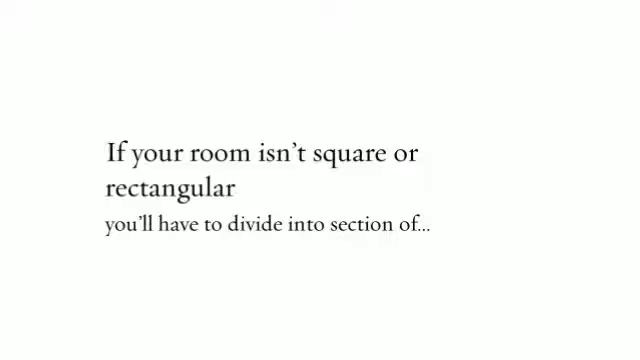 If your room isn’t square or
rectangular
you’ll have to divide into section of...